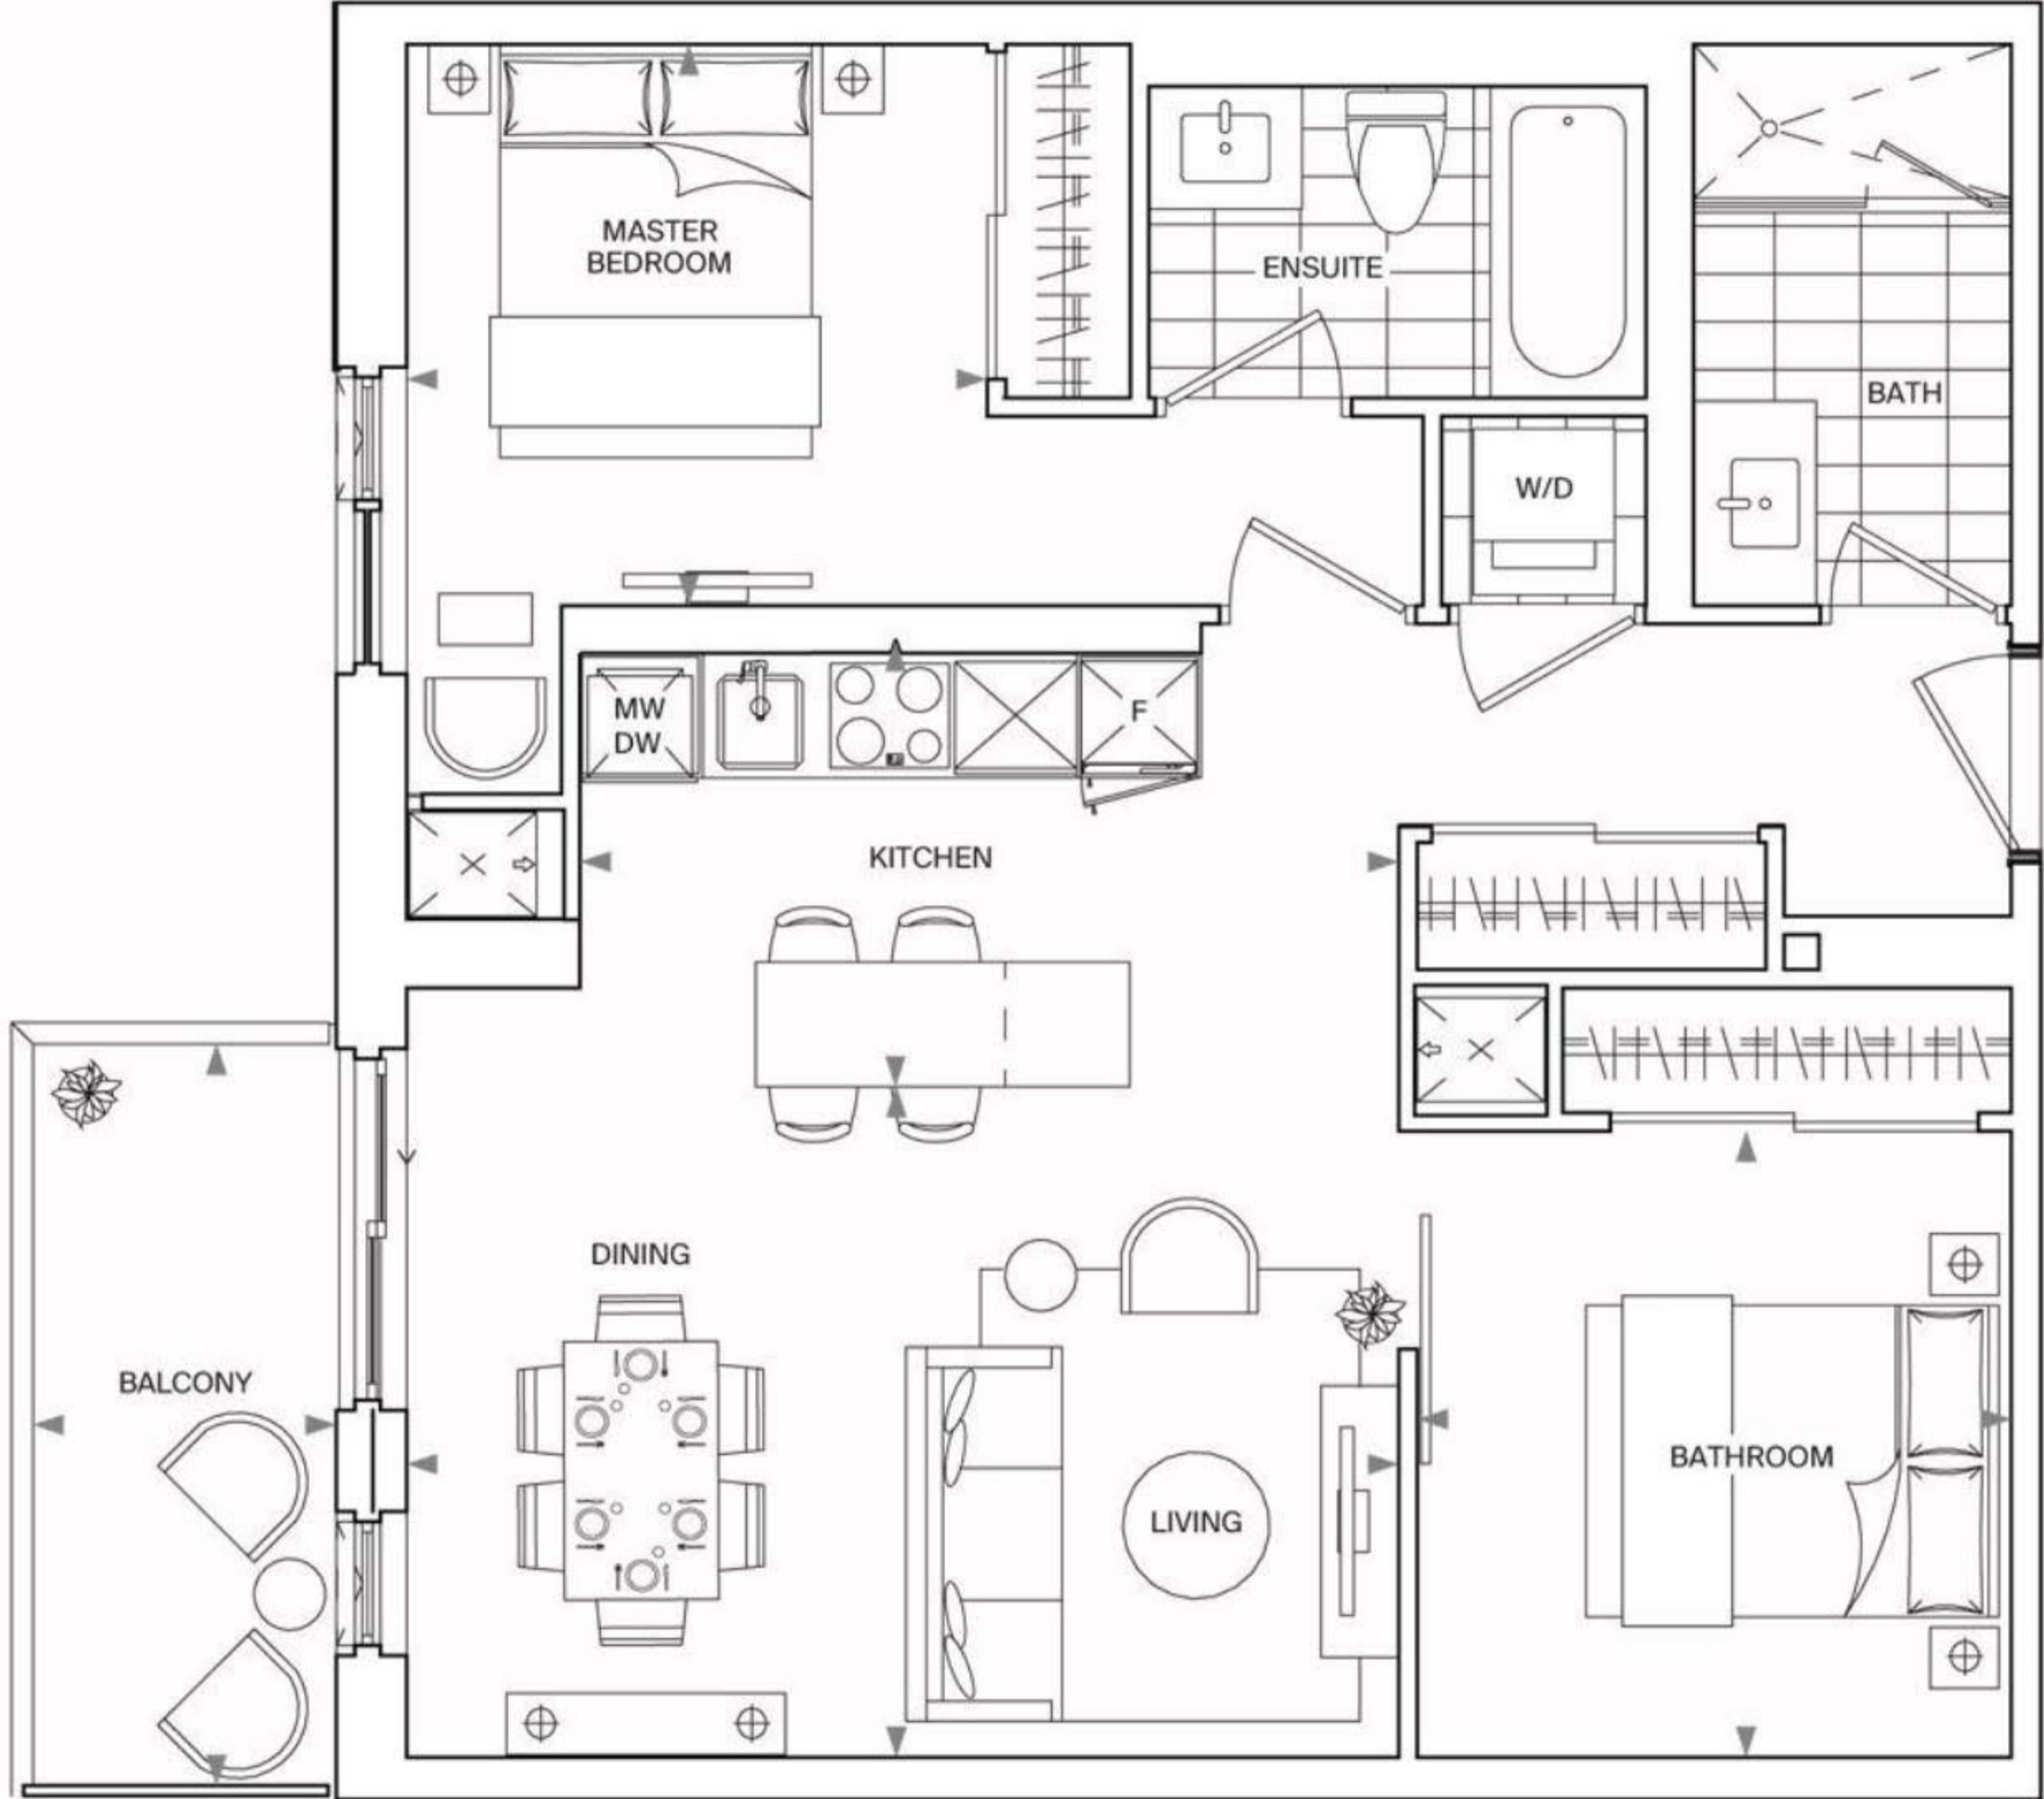 MASTER
BEDROOM
ENSUITE
BATH
W/D
MW
DW
F
KITCHEN
DINING
BALCONY
LIVING
BATHROOM